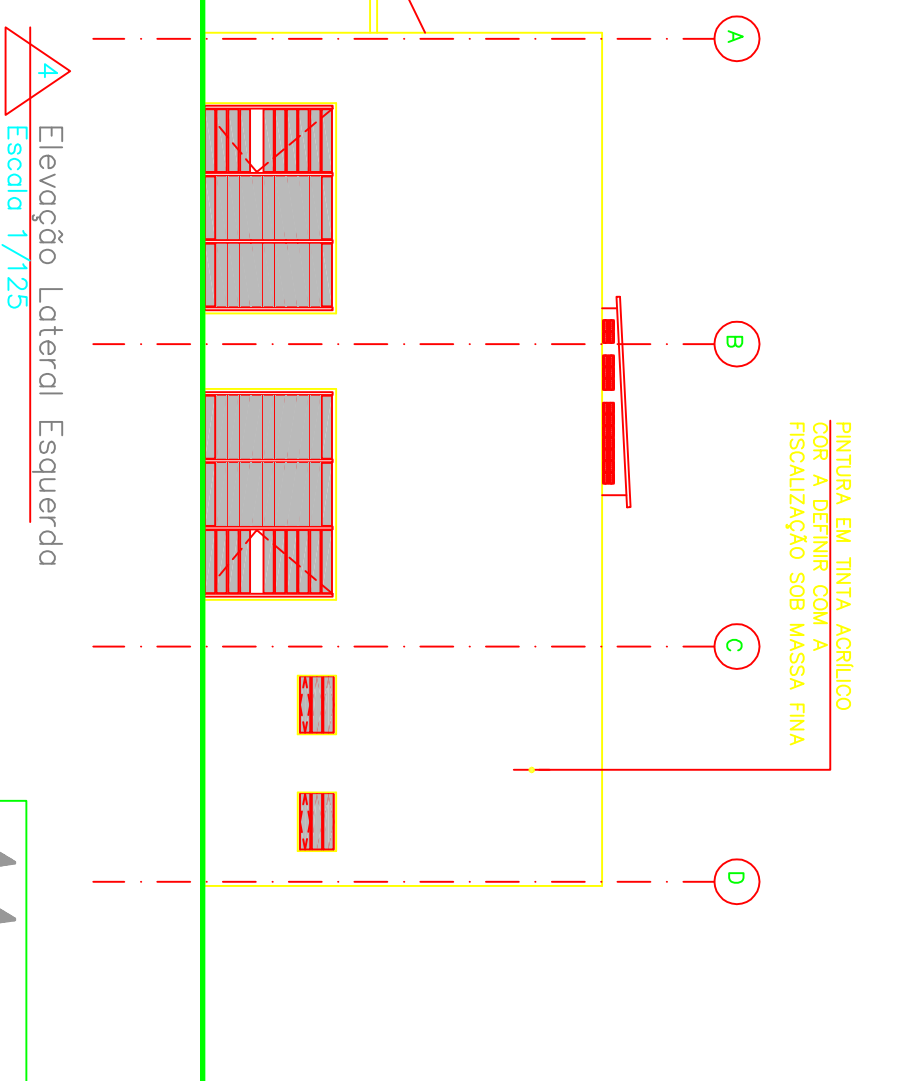 A
B
C
D
PINTURA EM TINTA ACRÍLICO
COR A DEFINIR COM A
FISCALIZAÇÃO SOB MASSA FINA
4
Elevação Lateral Esquerda
Escala 1/125